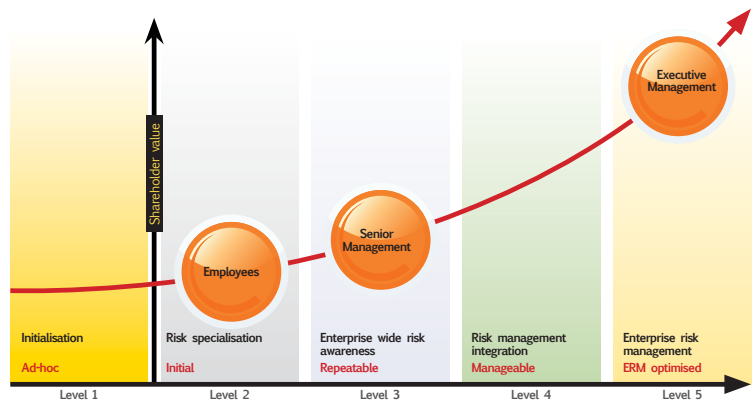 Executive
Management
Shareholder value
Senior
Management
Employees
Initialisation
Ad-hoc
Risk specialisation
Initial
Enterprise wide risk
awareness
Repeatable
Risk management
integration
Manageable
Enterprise risk
management
ERM optimised
Level 1
Level 2
Level 3
Level 4
Level 5